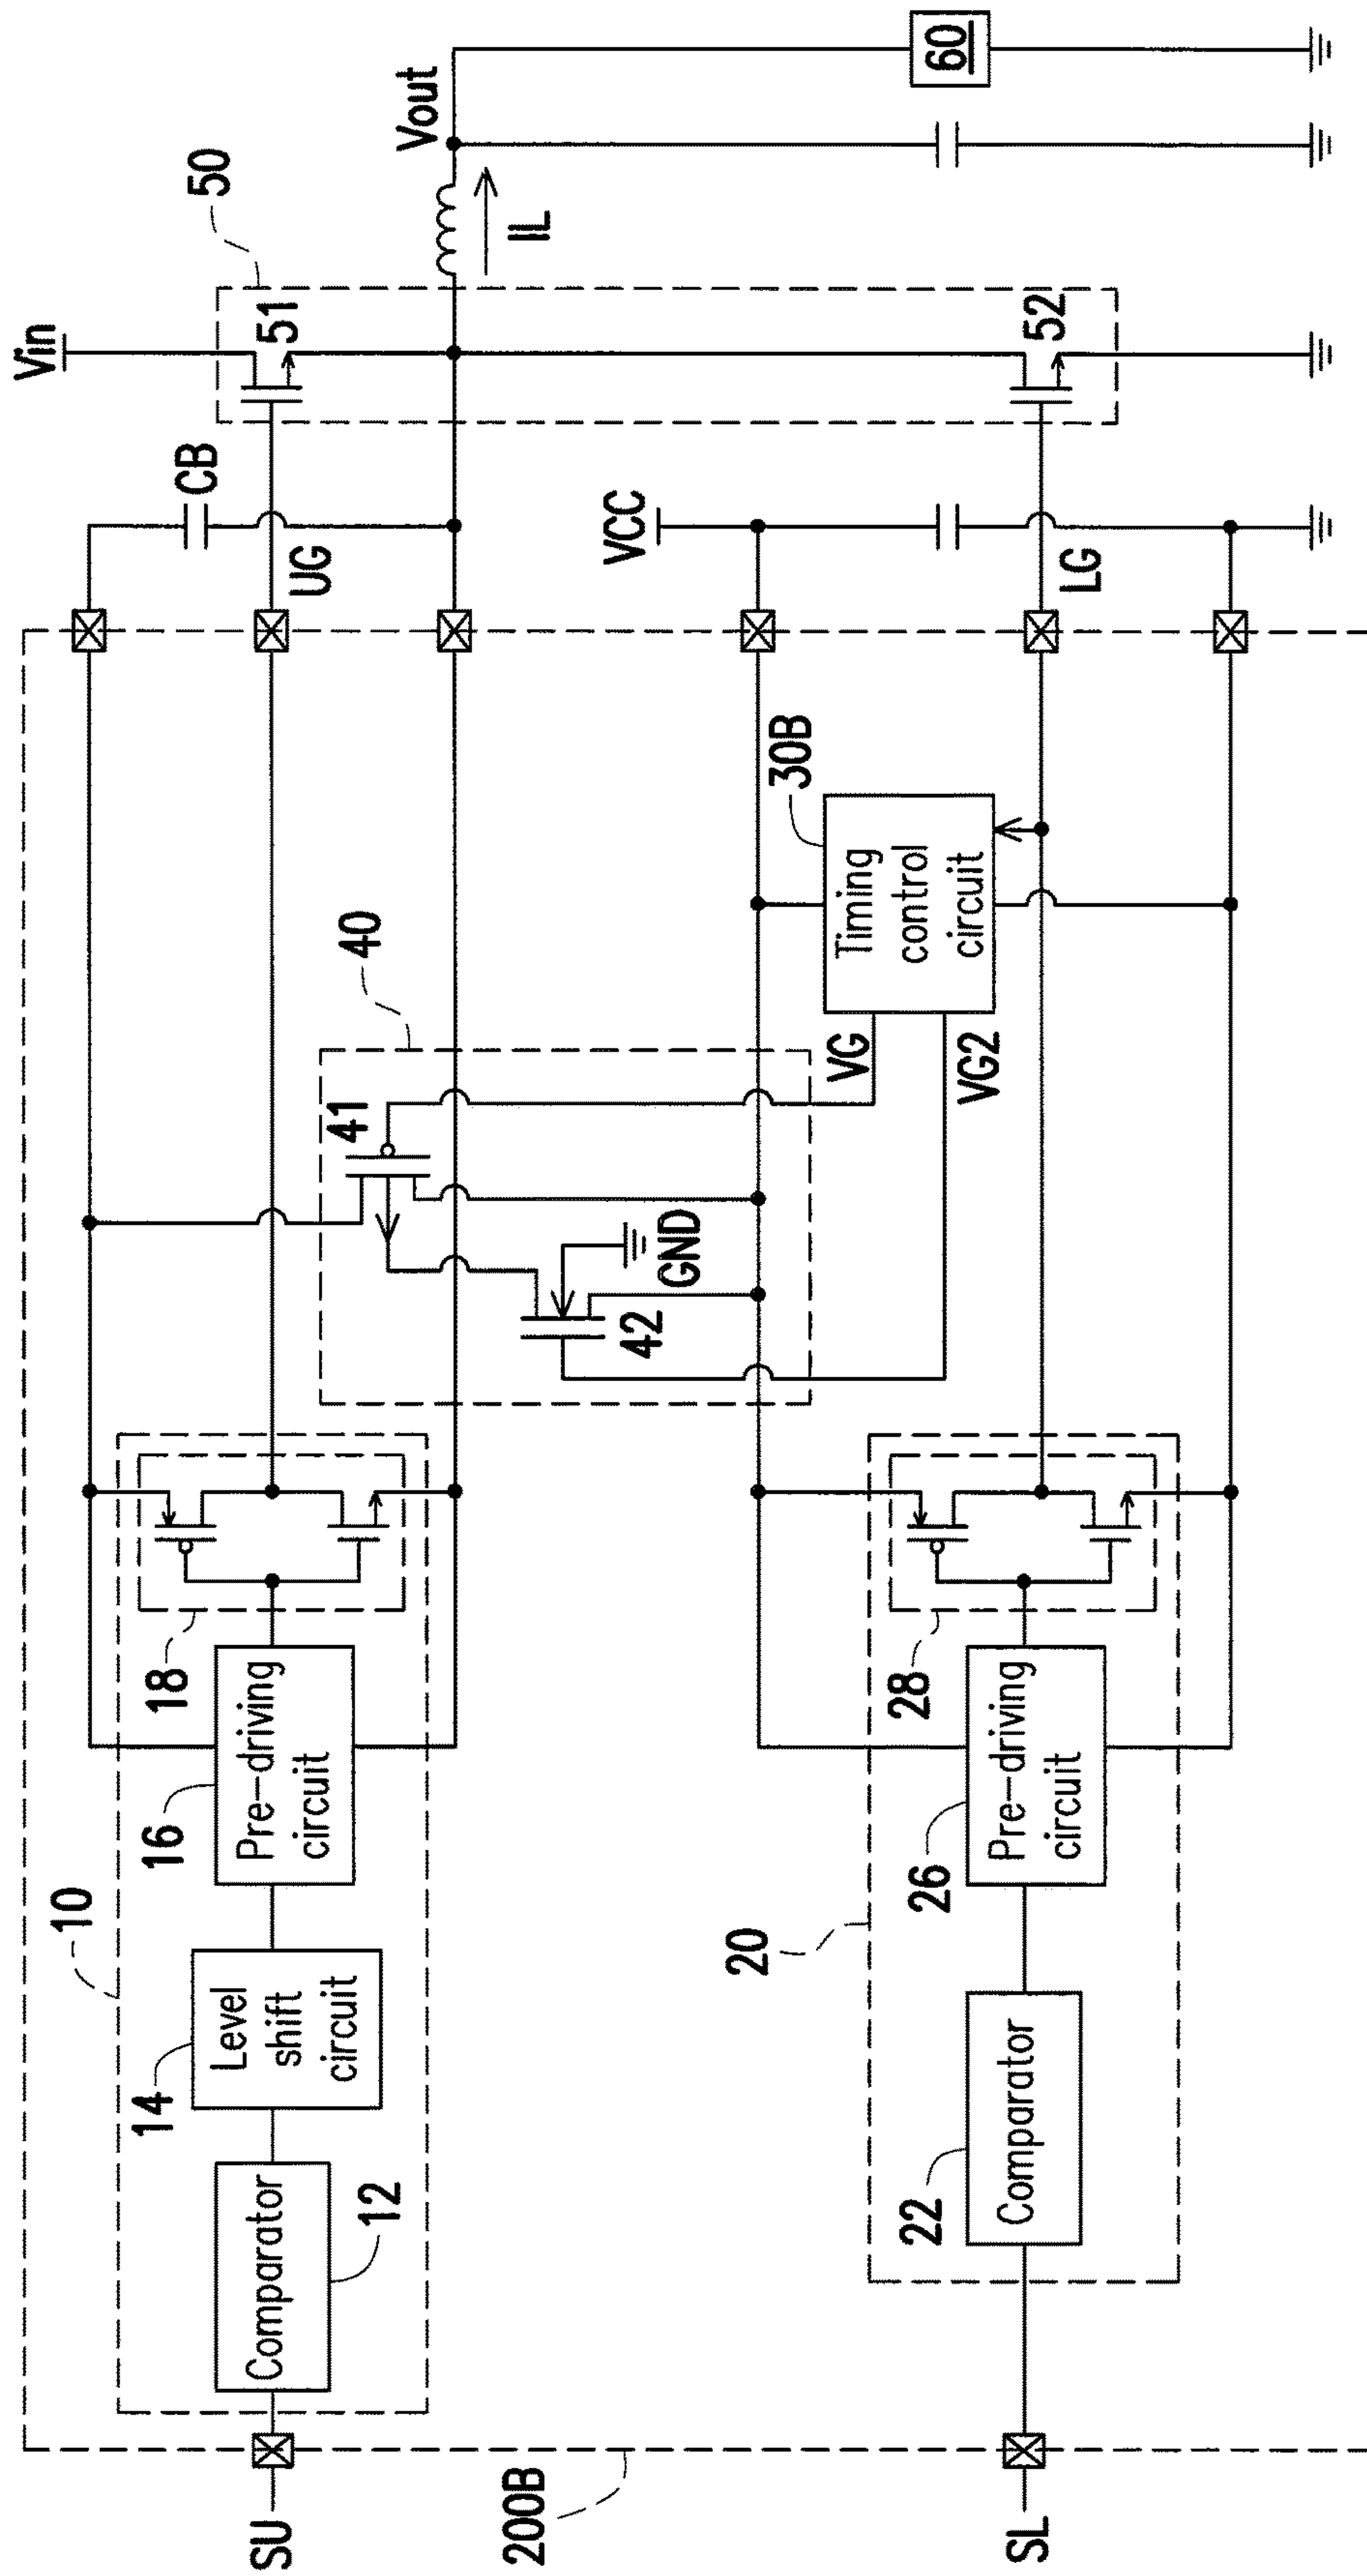 200B
10
SU
Comparator
12
14
Level
shift
circuit
16
Pre-driving
circuit
18
40
41
42
GND
CB
UG
Vin
50
51
IL
Vout
SL
20
22
Comparator
26
Pre-driving
circuit
28
VG
VG2
30B
Timing
control
circuit
VCC
LG
52
60